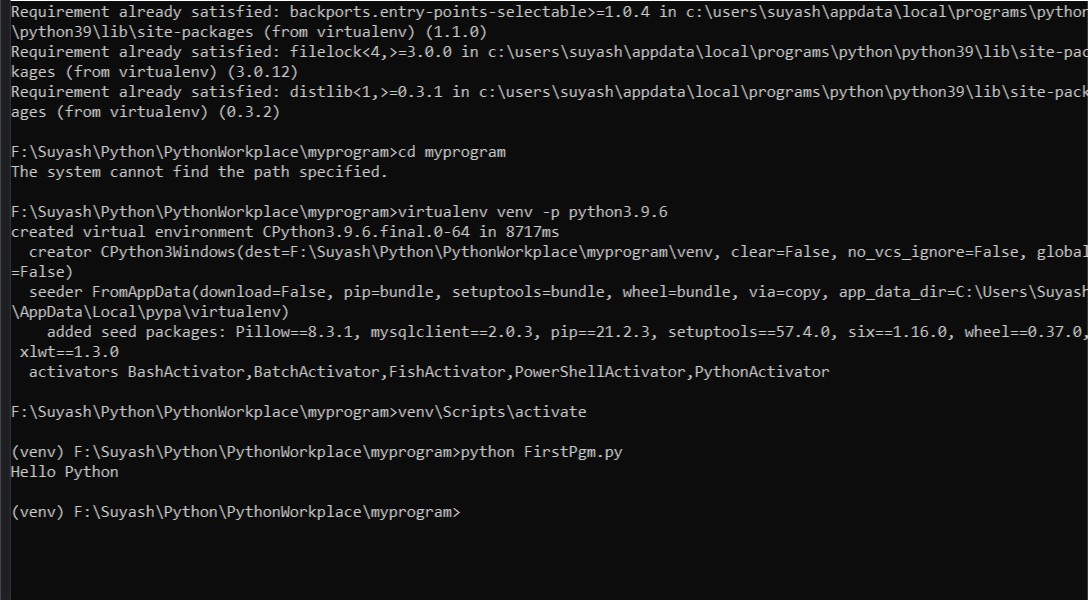 Requirement already satisfied: backports.entry-points-selectable>=1.0.4 in c:\users\suyash\appdata\local\programs\python
\python39\lib\site-packages (from virtualenv) (1.1.0)
Requirement already satisfied: filelock<4,>=3.0.0 in c:\users\suyash\appdata\local\programs\python\python39\lib\site-pac
kages (from virtualenv) (3.0.12)
Requirement already satisfied: distlib<1,>=0.3.1 in c:\users\suyash\appdata\local\programs\python\python39\lib\site-pack
ages (from virtualenv) (0.3.2)
F:\Suyash\Python\PythonWorkplace\myprogram>cd myprogram
The system cannot find the path specified.
F:\Suyash\Python\PythonWorkplace\myprogram>virtualenv venv -p python3.9.6
created virtual environment CPython3.9.6.final.0-64 in 8717ms
creator CPython3Windows(dest=F:\Suyash\Python\PythonWorkplace\myprogram\venv, clear=False, no_vcs_ignore=False, global
=False)
seeder FromAppData(download=False, pip=bundle, setuptools=bundle, wheel=bundle, via=copy, app_data_dir=C:\Users\Suyash
\AppData\Local\pypa\virtualenv)
added seed packages: Pillow==8.3.1, mysqlclient==2.0.3, pip==21.2.3, setuptools==57.4.0, six==1.16.0, wheel==0.37.0,
xlwt==1.3.0
activators BashActivator,BatchActivator,FishActivator,PowerShellActivator,PythonActivator
F:\Suyash\Python\PythonWorkplace\myprogram>venv\Scripts\activate
(venv) F:\Suyash\Python\PythonWorkplace\myprogram>python FirstPgm.py
Hello Python
(venv) F:\Suyash\Python\PythonWorkplace\myprogram>